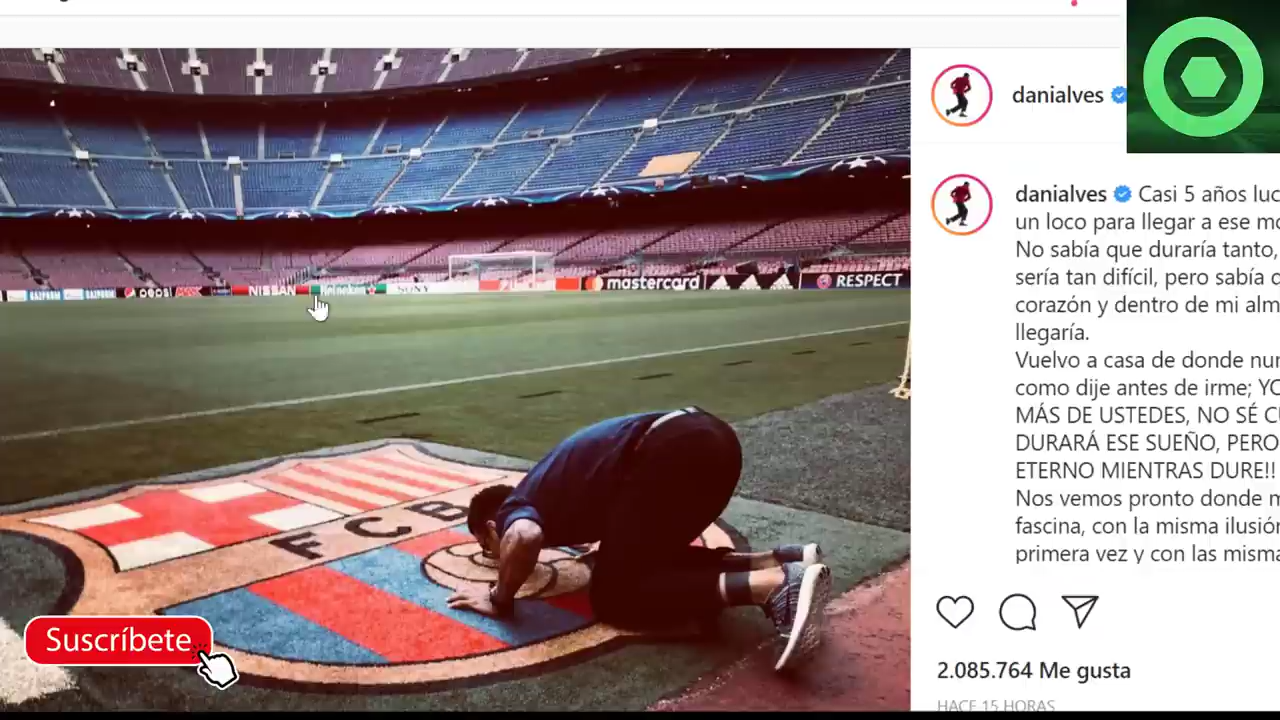 danialves
danialves Casi 5 años luc
un loco para llegar a ese mo
No sabía que duraría tanto,
sería tan difícil, pero sabía
corazón y dentro de mi alm
llegaría.
Vuelvo a casa de donde nun
como dije antes de irme; YO
MÁS DE USTEDES, NO SÉ C
DURARÁ ESE SUEÑO, PERO
ETERNO MIENTRAS DURE!!
Nos vemos pronto donde m
fascina, con la misma ilusión
primera vez y con las misma
2.085.764 Me gusta
HACE 15 HORAS
GAZPROM pepsi NISSAN Heineken SONY mastercard RESPECT
FCB
Suscríbete